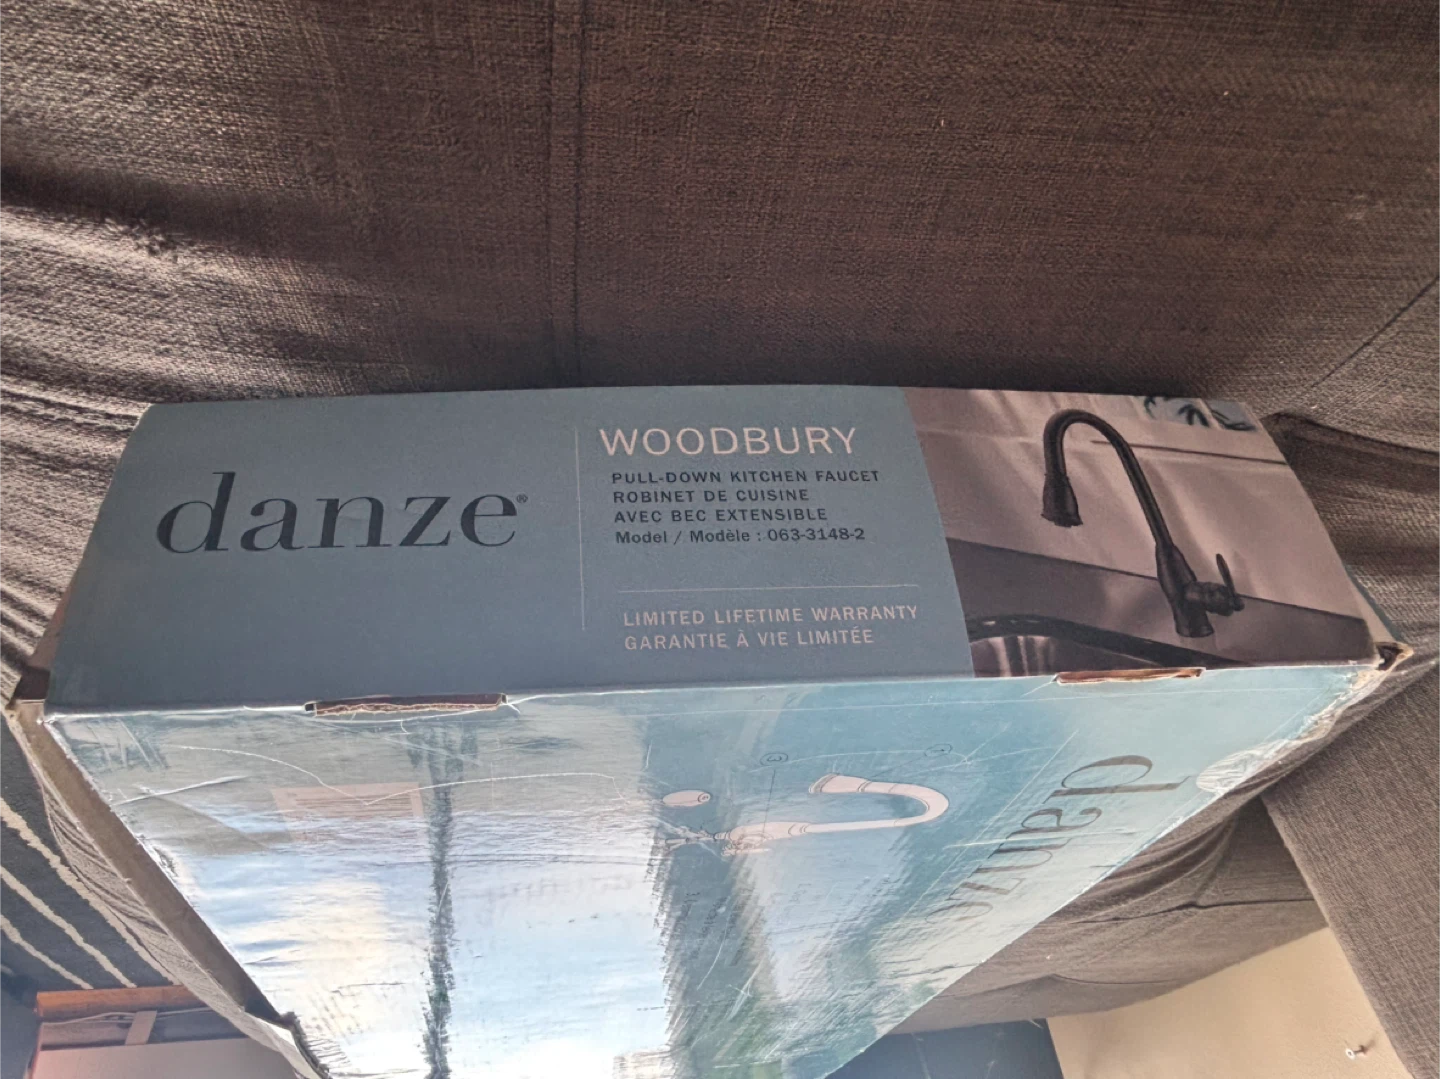 danze®
WOODBURY
PULL-DOWN KITCHEN FAUCET
ROBINET DE CUISINE
AVEC BEC EXTENSIBLE
Model / Modèle : 063-3148-2
LIMITED LIFETIME WARRANTY
GARANTIE À VIE LIMITÉE
danze